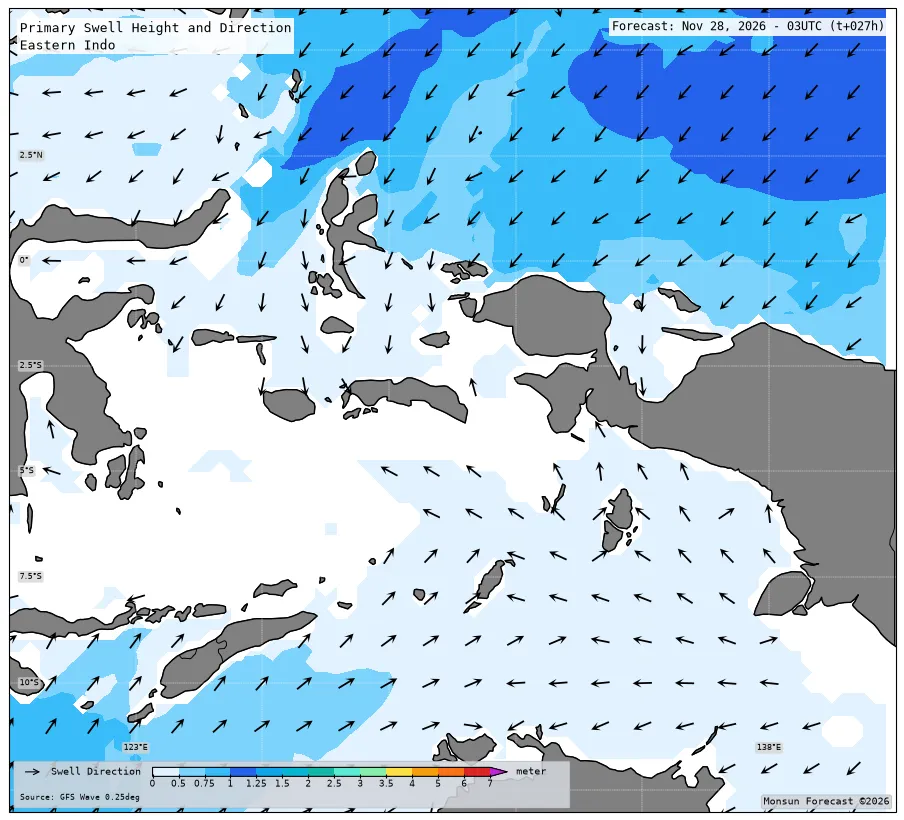 Primary Swell Height and Direction
Eastern Indo
Forecast: Nov 28, 2026 - 03UTC (t+027h)
2.5°N
0°
2.5°S
5°S
7.5°S
10°S
123°E
138°E
Swell Direction
0 0.5 0.75 1 1.25 1.5 2 2.5 3 3.5 4 5 6 7
meter
Source: GFS Wave 0.25deg
Monsun Forecast ©2026